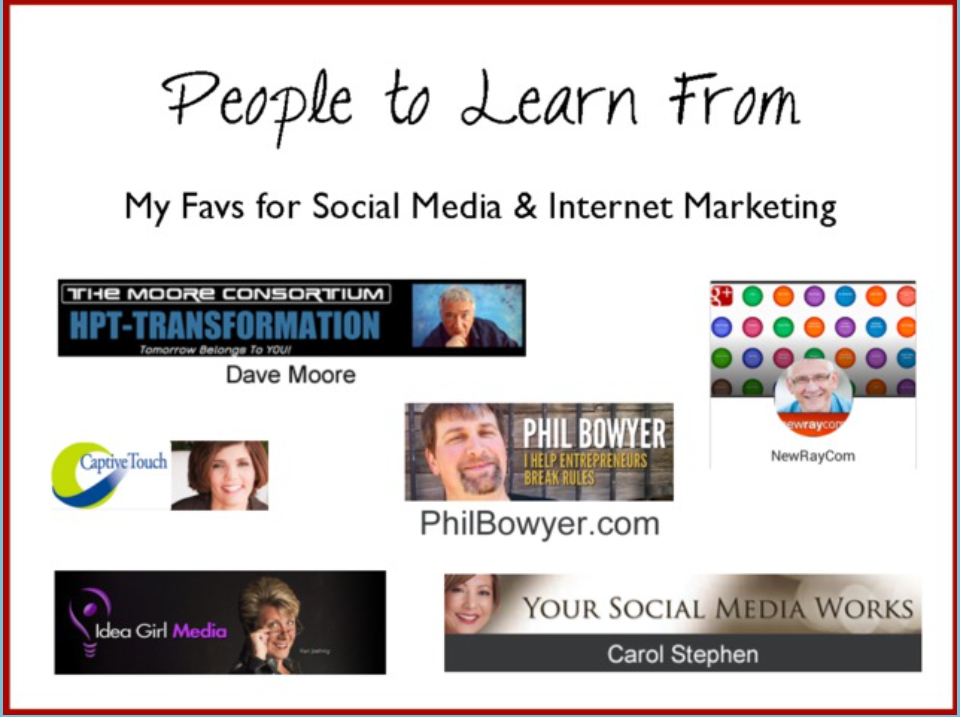 People to Learn From
My Favs for Social Media & Internet Marketing
THE MOORE CONSORTIUM
HPT-TRANSFORMATION
Tomorrow Belongs To YOU!
Dave Moore
g+
ewraycom
NewRayCom
CaptiveTouch
PHIL BOWYER
I HELP ENTREPRENEURS
BREAK RULES
PhilBowyer.com
Idea Girl Media
YOUR SOCIAL MEDIA WORKS
Carol Stephen